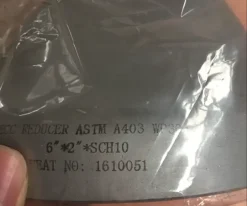 REDUCER ASTM A403
6"*2"*SCH10
HEAT NO: 1610051